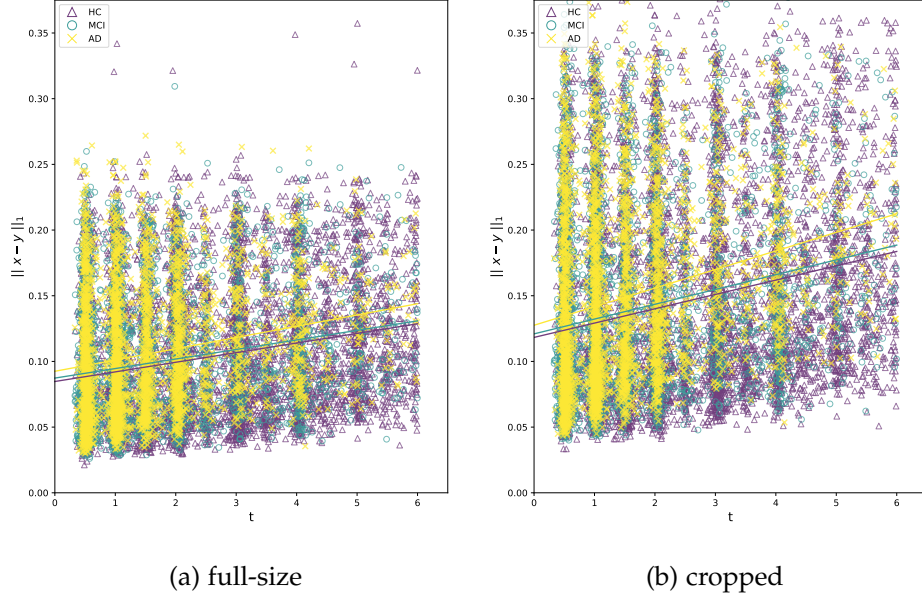 HC
MCI
AD
0.35
0.30
0.25
0.20
0.15
0.10
0.05
0.00
0 1 2 3 4 5 6
|| x − y ||₁
t
(a) full-size
HC
MCI
AD
0.35
0.30
0.25
0.20
0.15
0.10
0.05
0.00
0 1 2 3 4 5 6
|| x − y ||₁
t
(b) cropped